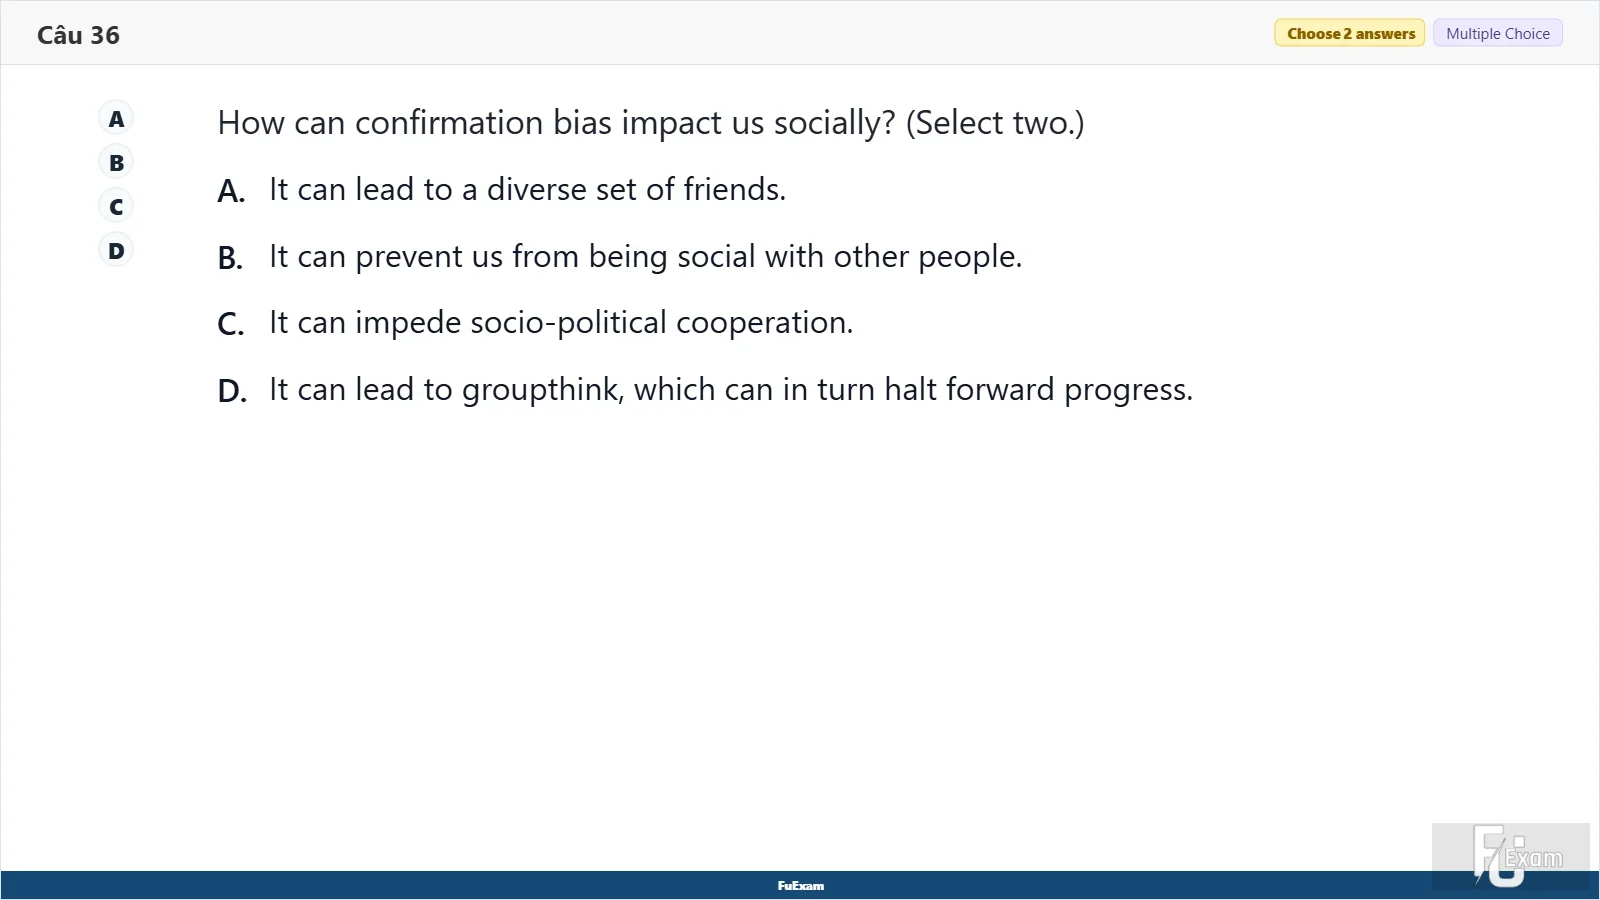 Câu 36
Choose 2 answers
Multiple Choice
A
B
C
D
How can confirmation bias impact us socially? (Select two.)
A. It can lead to a diverse set of friends.
B. It can prevent us from being social with other people.
C. It can impede socio-political cooperation.
D. It can lead to groupthink, which can in turn halt forward progress.
FU Exam
FuExam